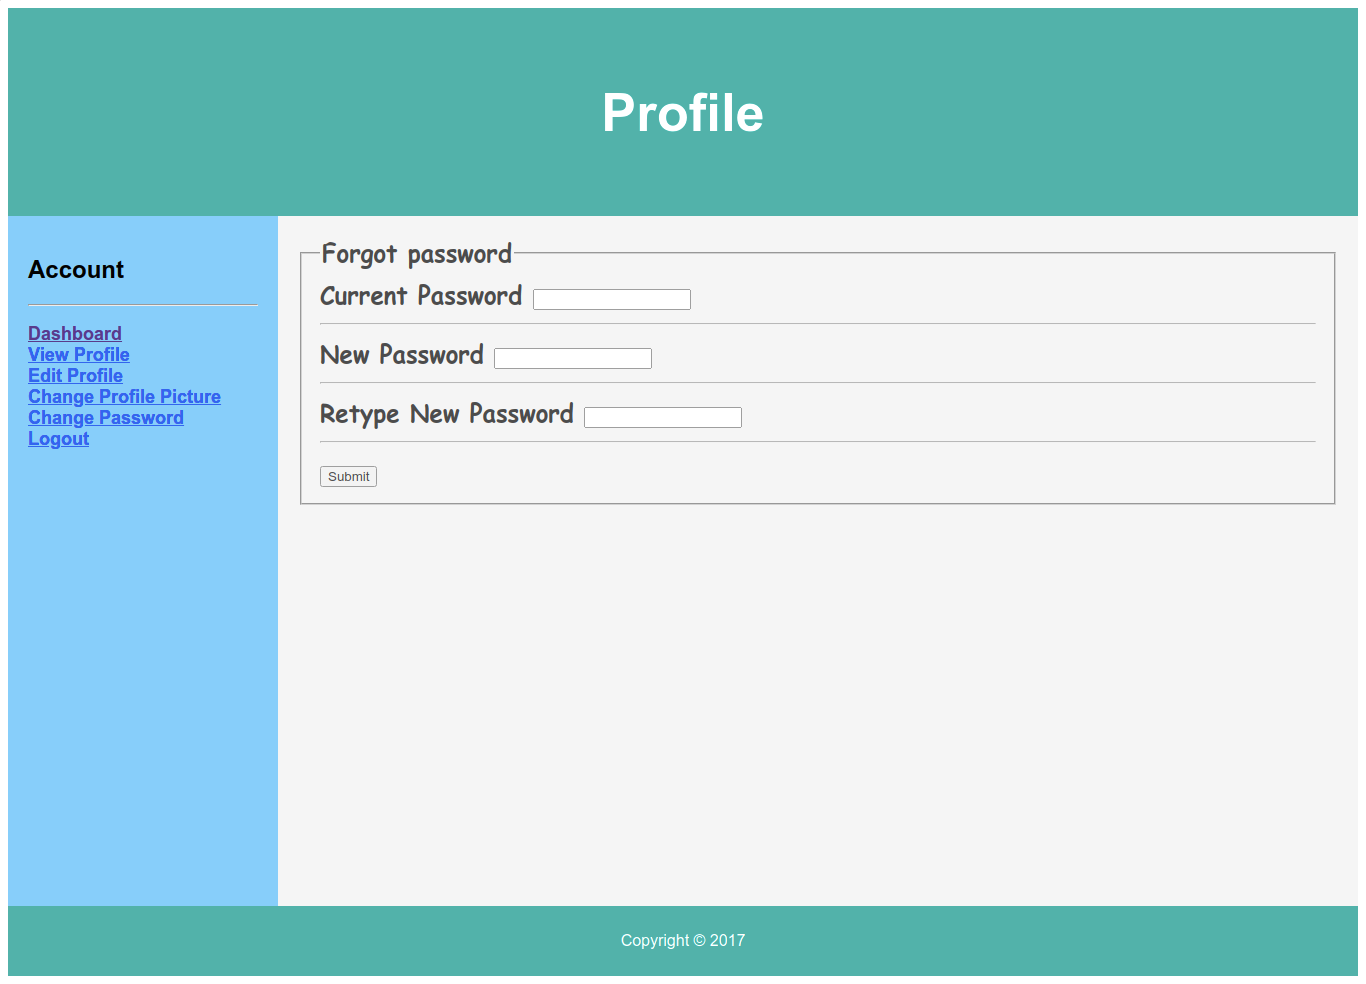 Profile
Account
Dashboard
View Profile
Edit Profile
Change Profile Picture
Change Password
Logout
Forgot password
Current Password
New Password
Retype New Password
Submit
Copyright © 2017